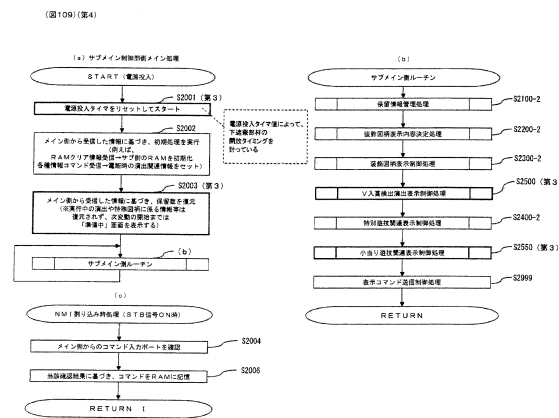 (図109)(第4)
(a) サブメイン制御部側メイン処理
START (電源投入)
S2001 (第3)
電源投入タイマをリセットしてスタート
S2002
メイン側から受信した情報に基づき、初期処理を実行
(例えば、
RAMクリア情報受信→サブ側のRAMを初期化
各種情報コマンド受信→電断時の演出関連情報をセット)
電源投入タイマ値によって、
下遮蔽部材の
開放タイミングを
計っている
S2003 (第3)
メイン側から受信した情報に基づき、保留数を復元
(※実行中の演出や特殊図柄に係る情報等は
復元されず、次変動の開始までは
「準備中」画面を表示する)
(b)
サブメイン側ルーチン
(c)
NMI割り込み時処理 (STB信号ON時)
S2004
メイン側からのコマンド入力ポートを確認
S2006
当該確認結果に基づき、コマンドをRAMに記憶
RETURN I
(b)
サブメイン側ルーチン
S2100-2
保留情報管理処理
S2200-2
装飾図柄表示内容決定処理
S2300-2
装飾図柄表示制御処理
S2500 (第3)
V入賞検出演出表示制御処理
S2400-2
特別遊技関連表示制御処理
S2550 (第3)
小当り遊技関連表示制御処理
S2999
表示コマンド送信制御処理
RETURN